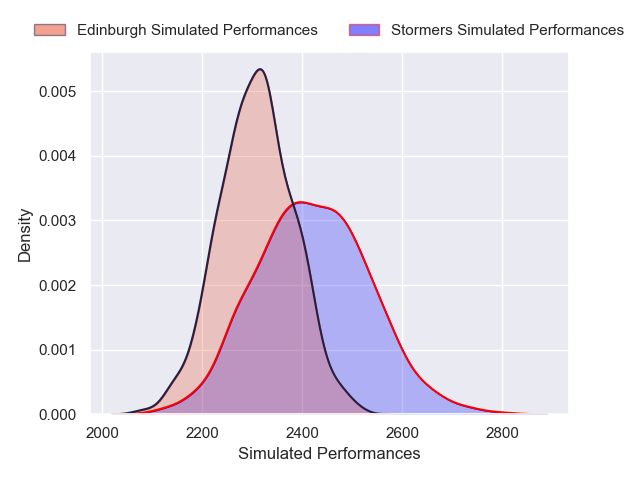 Edinburgh Simulated Performances
Stormers Simulated Performances
0.005
0.004
0.003
0.002
0.001
0.000
Density
2000 2200 2400 2600 2800
Simulated Performances